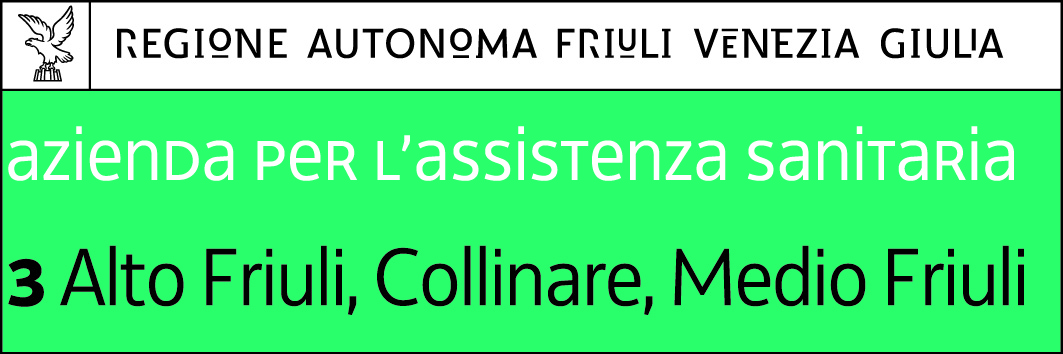 REGIONE AUTONOMA FRIULI VENEZIA GIULIA
azienda per l'assistenza sanitaria
3 Alto Friuli, Collinare, Medio Friuli